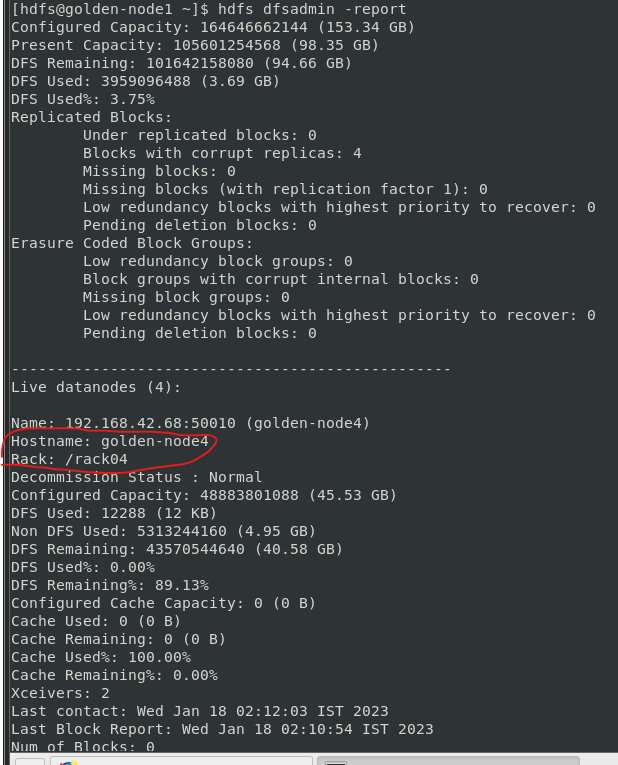 [hdfs@golden-node1 ~]$ hdfs dfsadmin -report
Configured Capacity: 164646662144 (153.34 GB)
Present Capacity: 105601254568 (98.35 GB)
DFS Remaining: 101642158080 (94.66 GB)
DFS Used: 3959096488 (3.69 GB)
DFS Used%: 3.75%
Replicated Blocks:
Under replicated blocks: 0
Blocks with corrupt replicas: 4
Missing blocks: 0
Missing blocks (with replication factor 1): 0
Low redundancy blocks with highest priority to recover: 0
Pending deletion blocks: 0
Erasure Coded Block Groups:
Low redundancy block groups: 0
Block groups with corrupt internal blocks: 0
Missing block groups: 0
Low redundancy blocks with highest priority to recover: 0
Pending deletion blocks: 0
-------------------------------------------------
Live datanodes (4):
Name: 192.168.42.68:50010 (golden-node4)
Hostname: golden-node4
Rack: /rack04
Decommission Status : Normal
Configured Capacity: 48883801088 (45.53 GB)
DFS Used: 12288 (12 KB)
Non DFS Used: 5313244160 (4.95 GB)
DFS Remaining: 43570544640 (40.58 GB)
DFS Used%: 0.00%
DFS Remaining%: 89.13%
Configured Cache Capacity: 0 (0 B)
Cache Used: 0 (0 B)
Cache Remaining: 0 (0 B)
Cache Used%: 100.00%
Cache Remaining%: 0.00%
Xceivers: 2
Last contact: Wed Jan 18 02:12:03 IST 2023
Last Block Report: Wed Jan 18 02:10:54 IST 2023
Num of Blocks: 0